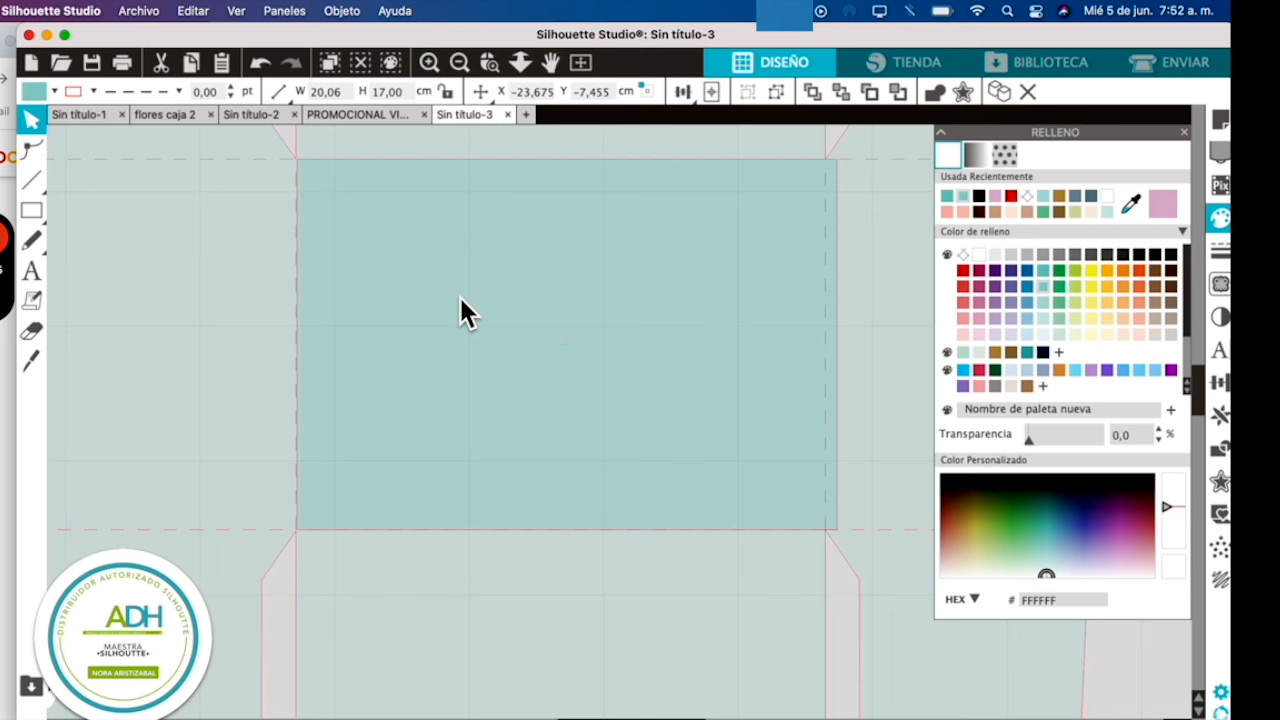 Silhouette Studio Archivo Editar Ver Paneles Objeto Ayuda Mié 5 de jun. 7:52 a. m.
Silhouette Studio®: Sin título-3
DISEÑO TIENDA BIBLIOTECA ENVIAR
0,00 pt W 20,06 H 17,00 cm X -23,675 Y -7,455 cm
Sin título-1 × flores caja 2 × Sin título-2 × PROMOCIONAL VI... × Sin título-3 × +
RELLENO
Pix
Usada Recientemente
Color de relleno
Nombre de paleta nueva
Transparencia 0,0 %
Color Personalizado
HEX # FFFFFF
DISTRIBUIDOR AUTORIZADO SILHOUETTE
ADH
MAESTRA
•SILHOUTTE•
NORA ARISTIZABAL